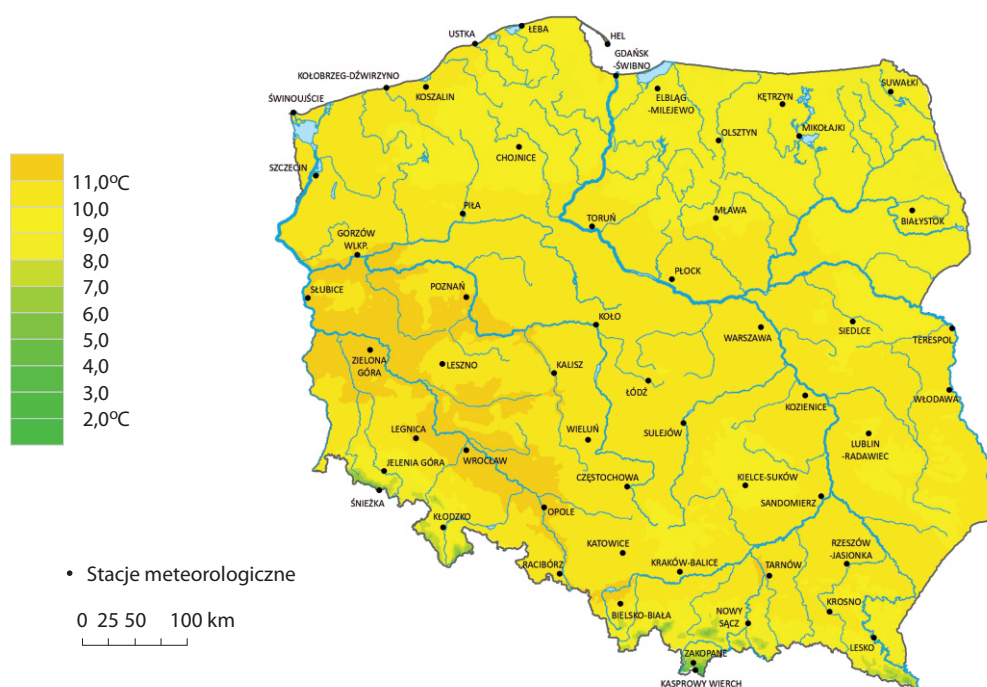 11,0ºC
10,0
9,0
8,0
7,0
6,0
5,0
4,0
3,0
2,0ºC
• Stacje meteorologiczne
0 25 50 100 km
ŁEBA
USTKA
HEL
GDAŃSK
-ŚWIBNO
KOŁOBRZEG-DŹWIRZYNO
KOSZALIN
ŚWINOUJŚCIE
ELBLĄG
-MILEJEWO
KĘTRZYN
SUWAŁKI
OLSZTYN
MIKOŁAJKI
CHOJNICE
SZCZECIN
PIŁA
TORUŃ
MŁAWA
BIAŁYSTOK
GORZÓW
WLKP.
PŁOCK
SŁUBICE
POZNAŃ
KOŁO
WARSZAWA
SIEDLCE
TERESPOL
ZIELONA
GÓRA
LESZNO
KALISZ
ŁÓDŹ
KOZIENICE
WŁODAWA
LEGNICA
WROCŁAW
WIELUŃ
SULEJÓW
LUBLIN
-RADAWIEC
JELENIA GÓRA
ŚNIEŻKA
CZĘSTOCHOWA
KIELCE-SUKÓW
SANDOMIERZ
KŁODZKO
OPOLE
KATOWICE
RZESZÓW
-JASIONKA
RACIBÓRZ
KRAKÓW-BALICE
TARNÓW
BIELSKO-BIAŁA
NOWY
SĄCZ
KROSNO
LESKO
ZAKOPANE
KASPROWY WIERCH